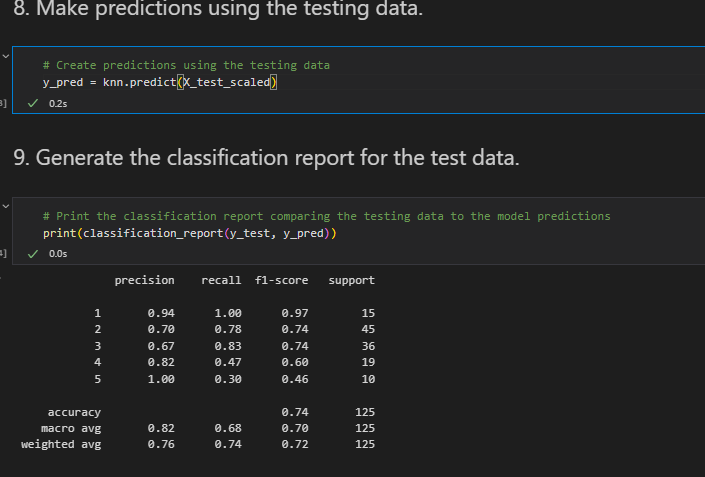 8. Make predictions using the testing data.
# Create predictions using the testing data
y_pred = knn.predict(X_test_scaled)
✓ 0.2s
9. Generate the classification report for the test data.
# Print the classification report comparing the testing data to the model predictions
print(classification_report(y_test, y_pred))
✓ 0.0s
precision recall f1-score support
1 0.94 1.00 0.97 15
2 0.70 0.78 0.74 45
3 0.67 0.83 0.74 36
4 0.82 0.47 0.60 19
5 1.00 0.30 0.46 10
accuracy 0.74 125
macro avg 0.82 0.68 0.70 125
weighted avg 0.76 0.74 0.72 125